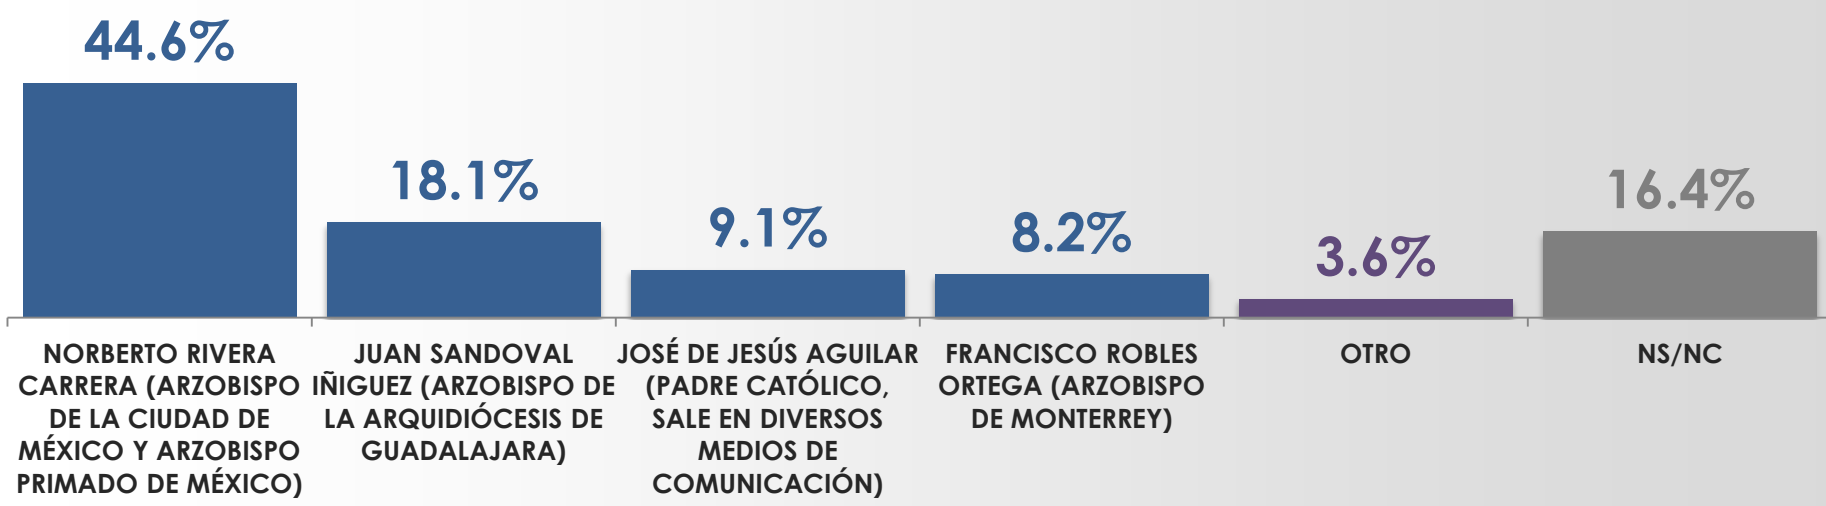 44.6%
18.1%
9.1%
8.2%
3.6%
16.4%
NORBERTO RIVERA
CARRERA (ARZOBISPO
DE LA CIUDAD DE
MÉXICO Y ARZOBISPO
PRIMADO DE MÉXICO)
JUAN SANDOVAL
IÑIGUEZ (ARZOBISPO DE
LA ARQUIDIÓCESIS DE
GUADALAJARA)
JOSÉ DE JESÚS AGUILAR
(PADRE CATÓLICO,
SALE EN DIVERSOS
MEDIOS DE
COMUNICACIÓN)
FRANCISCO ROBLES
ORTEGA (ARZOBISPO
DE MONTERREY)
OTRO
NS/NC